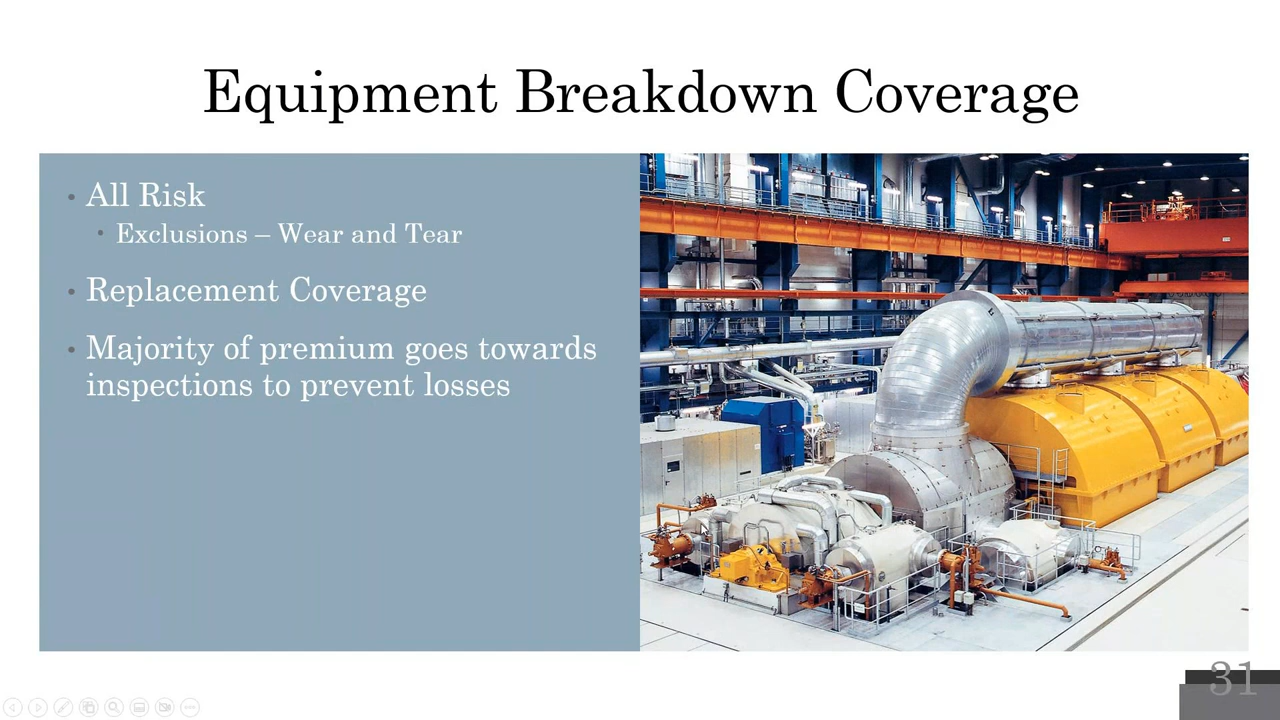 Equipment Breakdown Coverage
• All Risk
• Exclusions – Wear and Tear
• Replacement Coverage
• Majority of premium goes towards
inspections to prevent losses
31